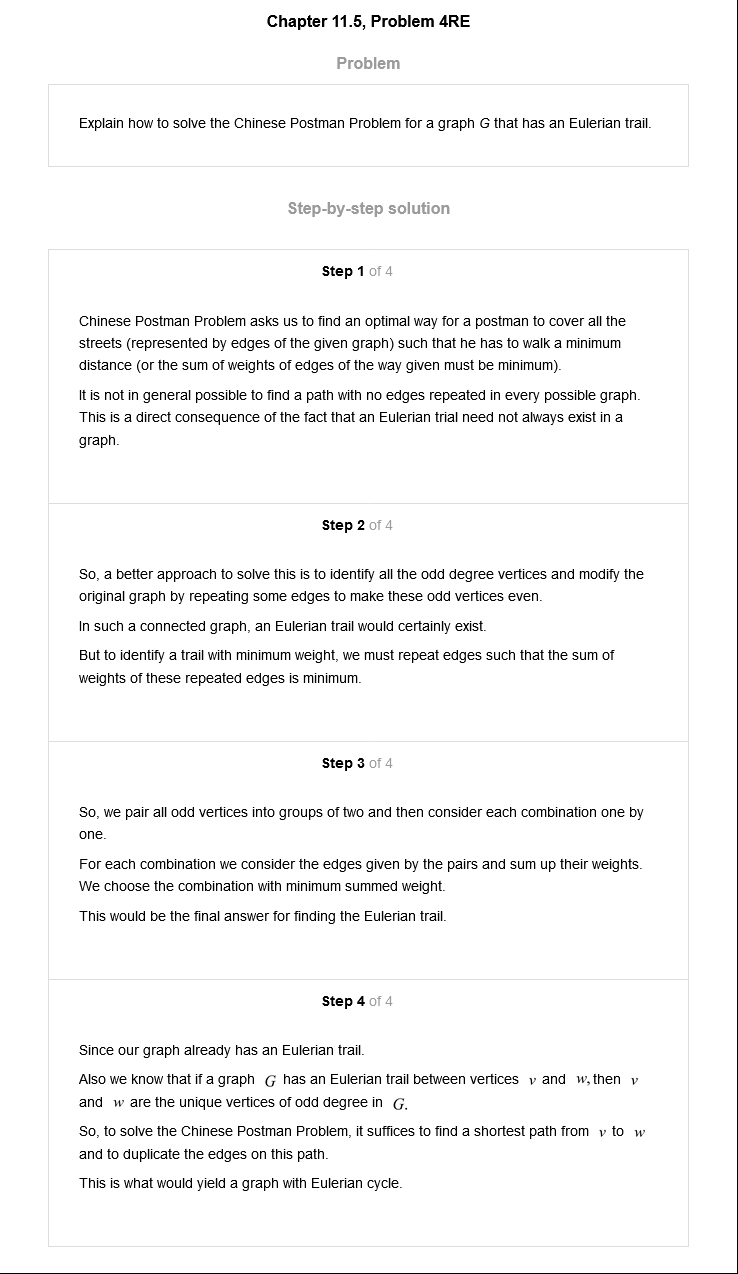 Chapter 11.5, Problem 4RE
Problem
Explain how to solve the Chinese Postman Problem for a graph G that has an Eulerian trail.
Step-by-step solution
Step 1 of 4
Chinese Postman Problem asks us to find an optimal way for a postman to cover all the
streets (represented by edges of the given graph) such that he has to walk a minimum
distance (or the sum of weights of edges of the way given must be minimum).
It is not in general possible to find a path with no edges repeated in every possible graph.
This is a direct consequence of the fact that an Eulerian trial need not always exist in a
graph.
Step 2 of 4
So, a better approach to solve this is to identify all the odd degree vertices and modify the
original graph by repeating some edges to make these odd vertices even.
In such a connected graph, an Eulerian trail would certainly exist.
But to identify a trail with minimum weight, we must repeat edges such that the sum of
weights of these repeated edges is minimum.
Step 3 of 4
So, we pair all odd vertices into groups of two and then consider each combination one by
one.
For each combination we consider the edges given by the pairs and sum up their weights.
We choose the combination with minimum summed weight.
This would be the final answer for finding the Eulerian trail.
Step 4 of 4
Since our graph already has an Eulerian trail.
Also we know that if a graph G has an Eulerian trail between vertices v and w, then v
and w are the unique vertices of odd degree in G.
So, to solve the Chinese Postman Problem, it suffices to find a shortest path from v to w
and to duplicate the edges on this path.
This is what would yield a graph with Eulerian cycle.